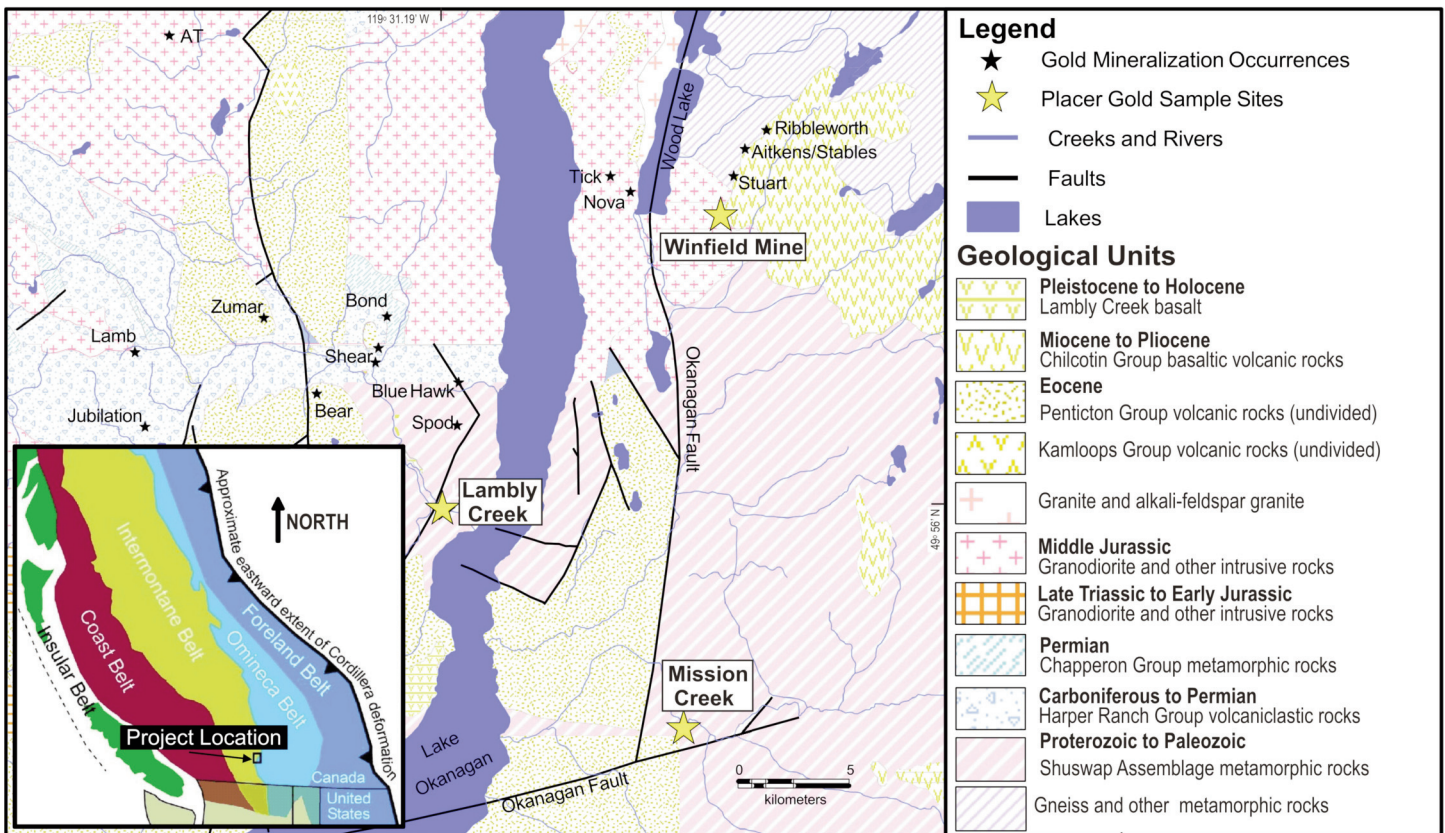 119° 31.19' W
AT
Wood Lake
Ribbleworth
Aitkens/Stables
Tick
Stuart
Nova
Winfield Mine
Zumar
Bond
Lamb
Shear
Blue Hawk
Bear
Jubilation
Spod
Okanagan Fault
Lambly
Creek
49° 56' N
Mission
Creek
Lake
Okanagan
Okanagan Fault
0 5
kilometers
Approximate eastward extent of Cordillera deformation
NORTH
Intermontane Belt
Foreland Belt
Omineca Belt
Coast Belt
Insular Belt
Project Location
Canada
United
States
Legend
Gold Mineralization Occurrences
Placer Gold Sample Sites
Creeks and Rivers
Faults
Lakes
Geological Units
Pleistocene to Holocene
Lambly Creek basalt
Miocene to Pliocene
Chilcotin Group basaltic volcanic rocks
Eocene
Penticton Group volcanic rocks (undivided)
Kamloops Group volcanic rocks (undivided)
Granite and alkali-feldspar granite
Middle Jurassic
Granodiorite and other intrusive rocks
Late Triassic to Early Jurassic
Granodiorite and other intrusive rocks
Permian
Chapperon Group metamorphic rocks
Carboniferous to Permian
Harper Ranch Group volcaniclastic rocks
Proterozoic to Paleozoic
Shuswap Assemblage metamorphic rocks
Gneiss and other metamorphic rocks